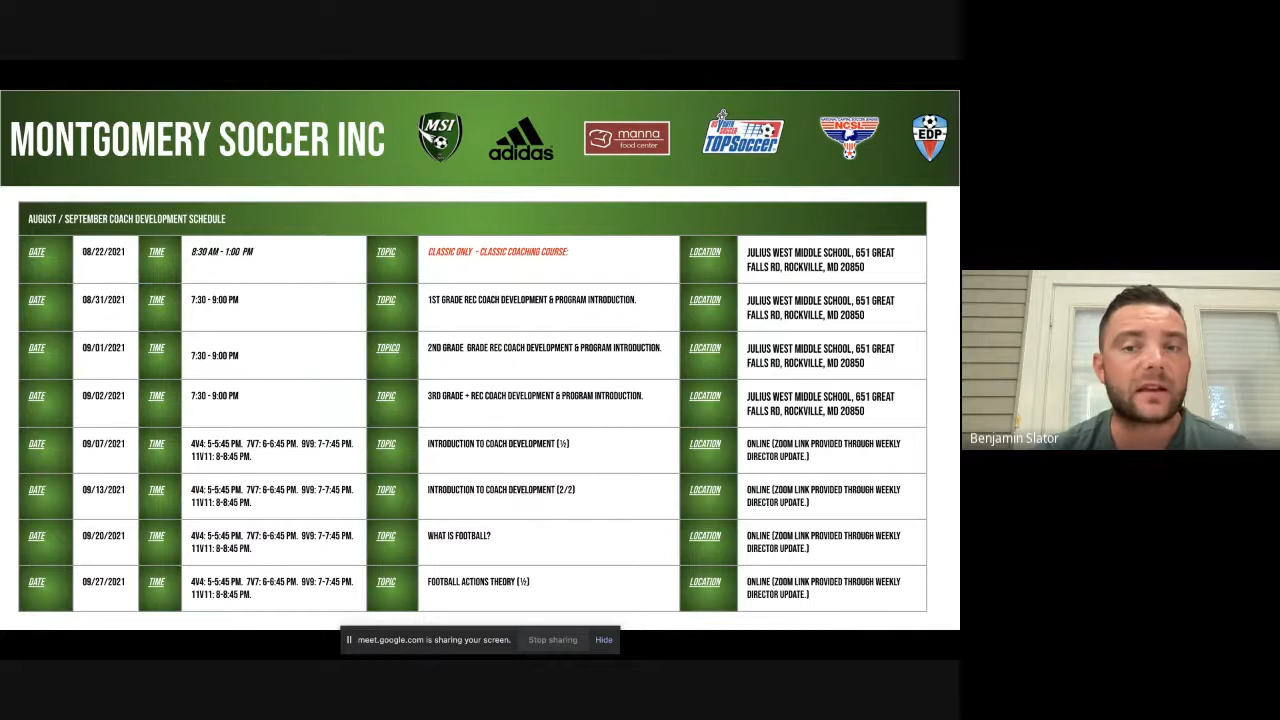 MONTGOMERY SOCCER INC
MSI
adidas
manna
food center
US YOUTH SOCCER
TOPSoccer
NATIONAL CAPITAL SOCCER LEAGUE
NCSL
EDP
AUGUST / SEPTEMBER COACH DEVELOPMENT SCHEDULE
DATE 08/22/2021 TIME 8:30 AM - 1:00 PM TOPIC CLASSIC ONLY - CLASSIC COACHING COURSE: LOCATION JULIUS WEST MIDDLE SCHOOL, 651 GREAT
FALLS RD, ROCKVILLE, MD 20850
DATE 08/31/2021 TIME 7:30 - 9:00 PM TOPIC 1ST GRADE REC COACH DEVELOPMENT & PROGRAM INTRODUCTION. LOCATION JULIUS WEST MIDDLE SCHOOL, 651 GREAT
FALLS RD, ROCKVILLE, MD 20850
DATE 09/01/2021 TIME 7:30 - 9:00 PM TOPICO 2ND GRADE GRADE REC COACH DEVELOPMENT & PROGRAM INTRODUCTION. LOCATION JULIUS WEST MIDDLE SCHOOL, 651 GREAT
FALLS RD, ROCKVILLE, MD 20850
DATE 09/02/2021 TIME 7:30 - 9:00 PM TOPIC 3RD GRADE + REC COACH DEVELOPMENT & PROGRAM INTRODUCTION. LOCATION JULIUS WEST MIDDLE SCHOOL, 651 GREAT
FALLS RD, ROCKVILLE, MD 20850
DATE 09/07/2021 TIME 4V4: 5-5:45 PM. 7V7: 6-6:45 PM. 9V9: 7-7:45 PM. TOPIC INTRODUCTION TO COACH DEVELOPMENT (½) LOCATION ONLINE (ZOOM LINK PROVIDED THROUGH WEEKLY
11V11: 8-8:45 PM. DIRECTOR UPDATE.)
DATE 09/13/2021 TIME 4V4: 5-5:45 PM. 7V7: 6-6:45 PM. 9V9: 7-7:45 PM. TOPIC INTRODUCTION TO COACH DEVELOPMENT (2/2) LOCATION ONLINE (ZOOM LINK PROVIDED THROUGH WEEKLY
11V11: 8-8:45 PM. DIRECTOR UPDATE.)
DATE 09/20/2021 TIME 4V4: 5-5:45 PM. 7V7: 6-6:45 PM. 9V9: 7-7:45 PM. TOPIC WHAT IS FOOTBALL? LOCATION ONLINE (ZOOM LINK PROVIDED THROUGH WEEKLY
11V11: 8-8:45 PM. DIRECTOR UPDATE.)
DATE 09/27/2021 TIME 4V4: 5-5:45 PM. 7V7: 6-6:45 PM. 9V9: 7-7:45 PM. TOPIC FOOTBALL ACTIONS THEORY (½) LOCATION ONLINE (ZOOM LINK PROVIDED THROUGH WEEKLY
11V11: 8-8:45 PM. DIRECTOR UPDATE.)
Benjamin Slator
meet.google.com is sharing your screen. Stop sharing Hide